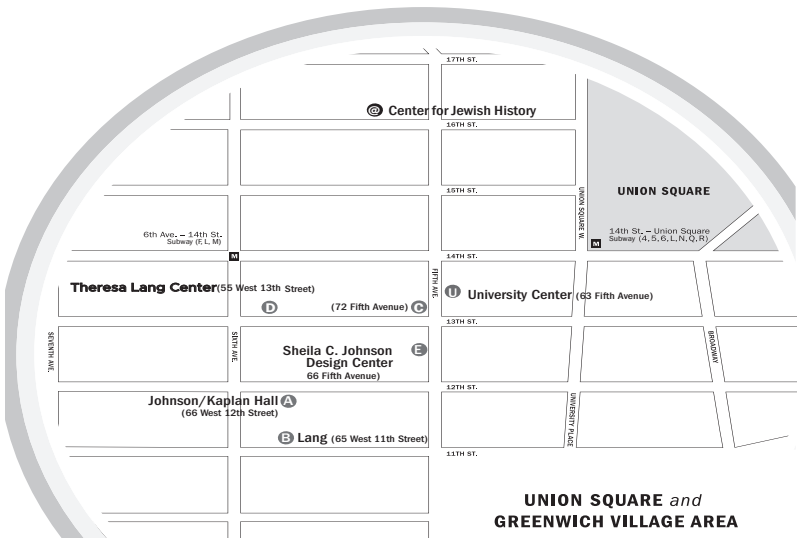 17TH ST.
@ Center for Jewish History
16TH ST.
15TH ST.
UNION SQUARE W.
UNION SQUARE
6th Ave. – 14th St.
Subway (F, L, M)
M
14th St. – Union Square
Subway (4, 5, 6, L, N, Q, R)
M
14TH ST.
Theresa Lang Center (55 West 13th Street)
D
(72 Fifth Avenue) C
FIFTH AVE.
U University Center (63 Fifth Avenue)
13TH ST.
SEVENTH AVE.
SIXTH AVE.
Sheila C. Johnson
Design Center
66 Fifth Avenue)
E
BROADWAY
12TH ST.
Johnson/Kaplan Hall A
(66 West 12th Street)
UNIVERSITY PLACE
B Lang (65 West 11th Street)
11TH ST.
UNION SQUARE and
GREENWICH VILLAGE AREA